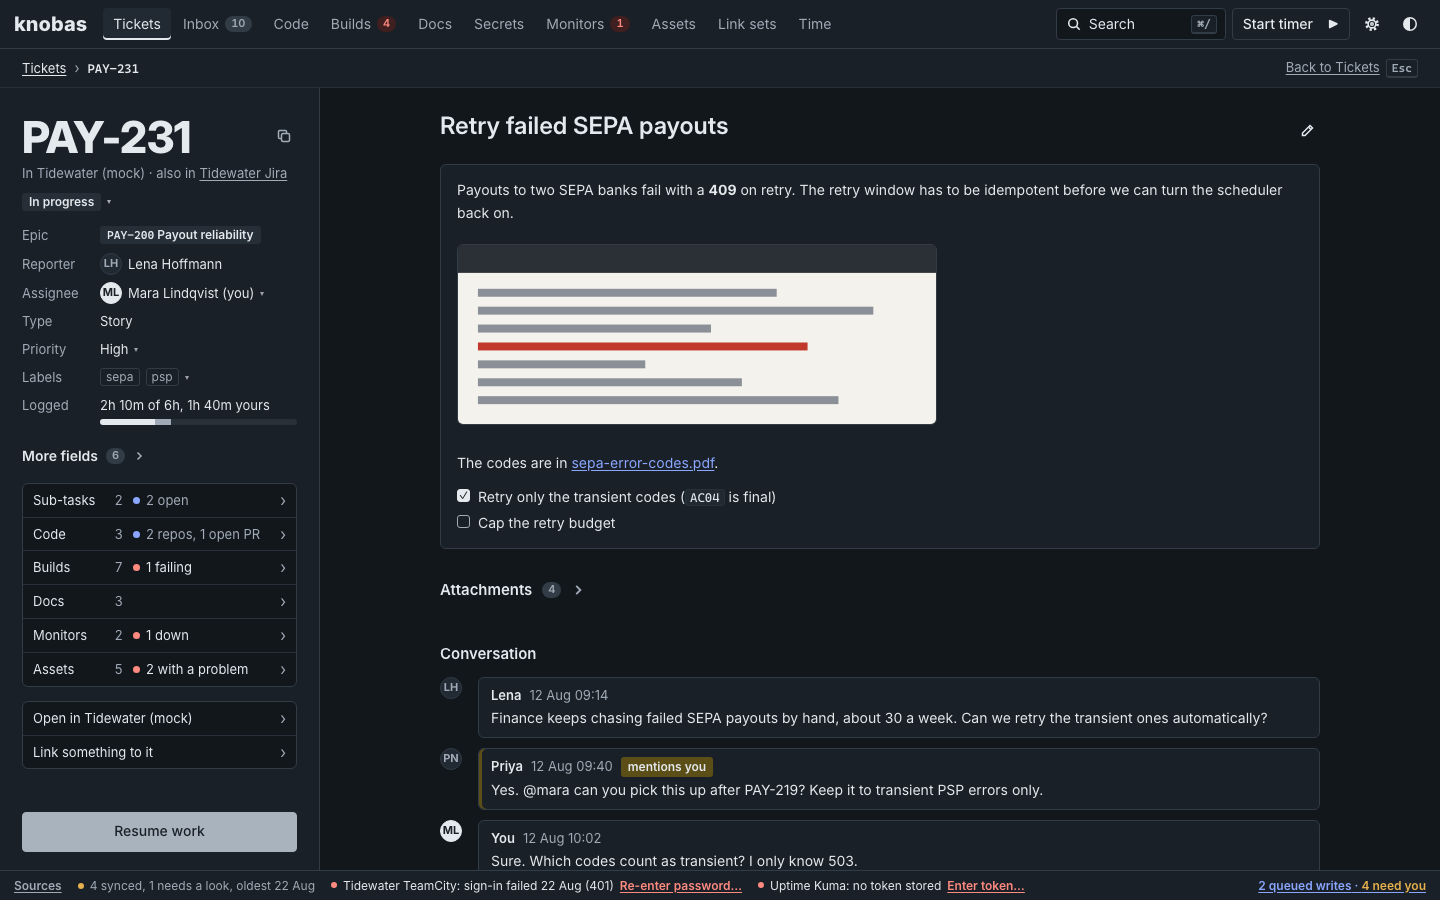 knobas Tickets Inbox 10 Code Builds 4 Docs Secrets Monitors 1 Assets Link sets Time Search ⌘/ Start timer
Tickets › PAY-231 Back to Tickets Esc
PAY-231
In Tidewater (mock) · also in Tidewater Jira
In progress
Epic PAY-200 Payout reliability
Reporter LH Lena Hoffmann
Assignee ML Mara Lindqvist (you)
Type Story
Priority High
Labels sepa psp
Logged 2h 10m of 6h, 1h 40m yours
More fields 6
Sub-tasks 2 2 open
Code 3 2 repos, 1 open PR
Builds 7 1 failing
Docs 3
Monitors 2 1 down
Assets 5 2 with a problem
Open in Tidewater (mock)
Link something to it
Resume work
Retry failed SEPA payouts
Payouts to two SEPA banks fail with a 409 on retry. The retry window has to be idempotent before we can turn the scheduler
back on.
The codes are in sepa-error-codes.pdf.
Retry only the transient codes (AC04 is final)
Cap the retry budget
Attachments 4
Conversation
LH Lena 12 Aug 09:14
Finance keeps chasing failed SEPA payouts by hand, about 30 a week. Can we retry the transient ones automatically?
PN Priya 12 Aug 09:40 mentions you
Yes. @mara can you pick this up after PAY-219? Keep it to transient PSP errors only.
ML You 12 Aug 10:02
Sure. Which codes count as transient? I only know 503.
Sources 4 synced, 1 needs a look, oldest 22 Aug Tidewater TeamCity: sign-in failed 22 Aug (401) Re-enter password... Uptime Kuma: no token stored Enter token... 2 queued writes · 4 need you